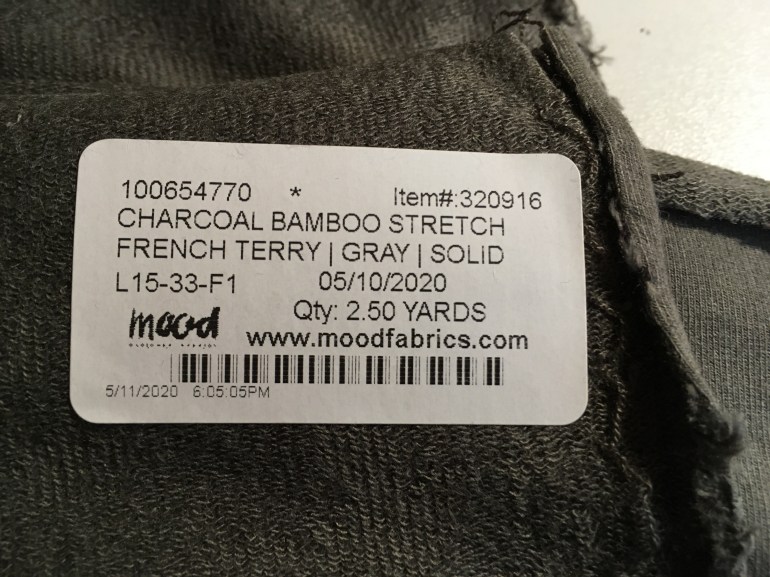 100654770 * Item#:320916
CHARCOAL BAMBOO STRETCH
FRENCH TERRY | GRAY | SOLID
L15-33-F1 05/10/2020
Qty: 2.50 YARDS
mood www.moodfabrics.com
5/11/2020 6:05:05PM